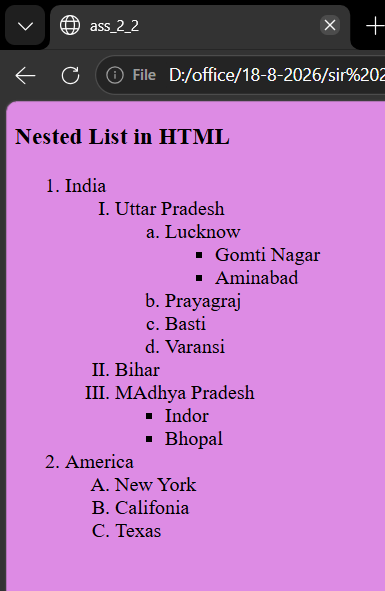 ass_2_2
File D:/office/18-8-2026/sir%202
Nested List in HTML
1. India
I. Uttar Pradesh
a. Lucknow
▪ Gomti Nagar
▪ Aminabad
b. Prayagraj
c. Basti
d. Varansi
II. Bihar
III. MAdhya Pradesh
▪ Indor
▪ Bhopal
2. America
A. New York
B. Califonia
C. Texas